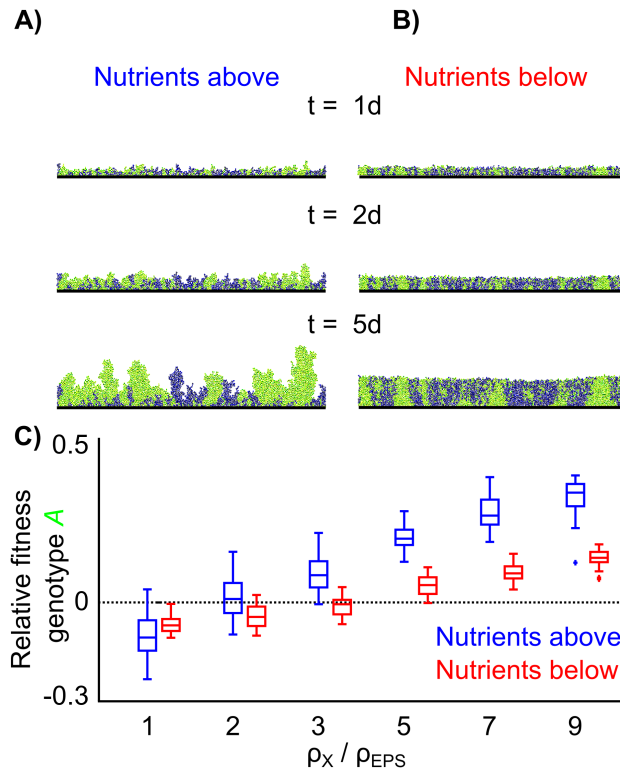 A)
B)
Nutrients above
Nutrients below
t = 1d
t = 2d
t = 5d
C)
0.5
0
-0.3
Relative fitness
genotype A
Nutrients above
Nutrients below
1 2 3 5 7 9
ρX / ρEPS